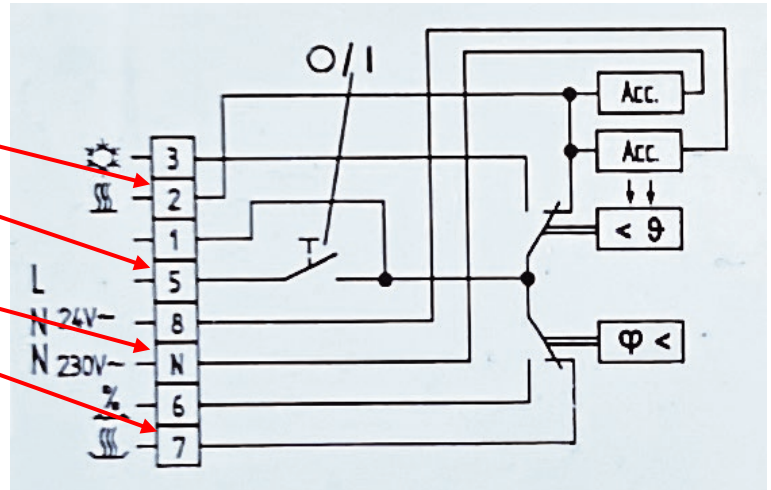 O/I
Acc.
Acc.
3
2
< ϑ
1
L 5
N 24V~ 8
φ <
N 230V~ N
% 6
7